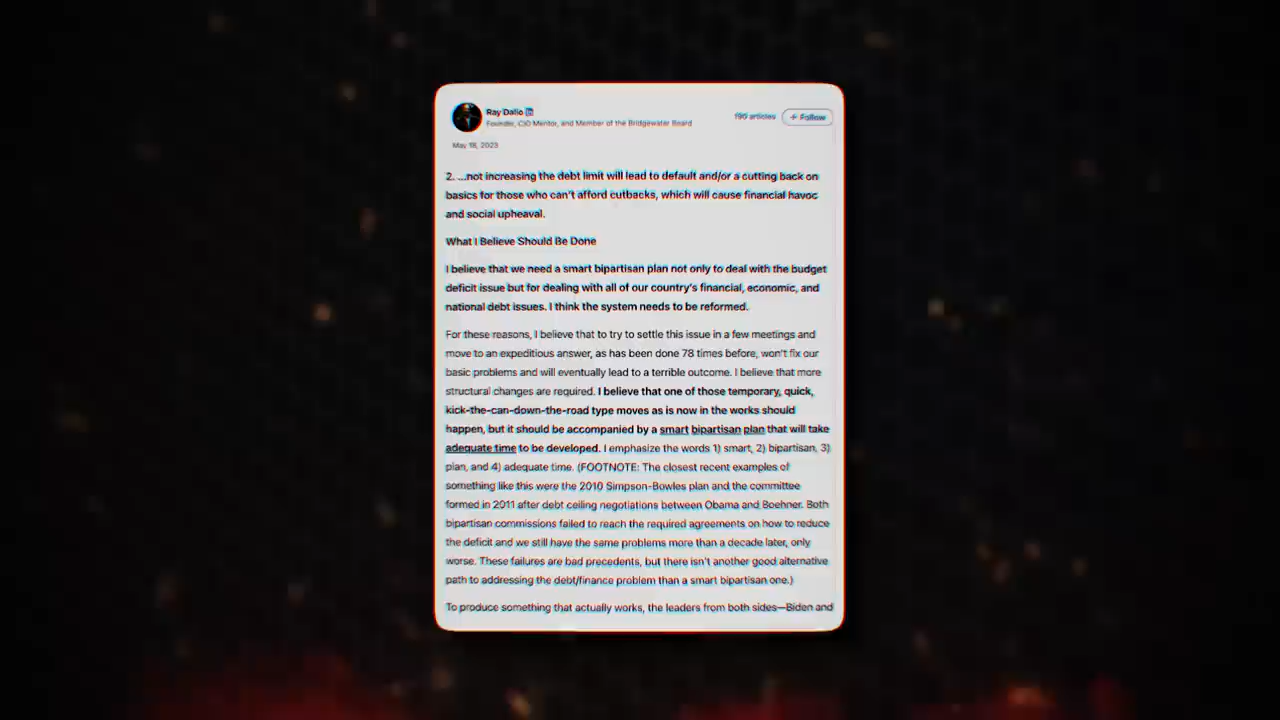 Ray Dalio in
Founder, CIO Mentor, and Member of the Bridgewater Board
195 articles
+ Follow
May 18, 2023
2. ...not increasing the debt limit will lead to default and/or a cutting back on
basics for those who can't afford cutbacks, which will cause financial havoc
and social upheaval.
What I Believe Should Be Done
I believe that we need a smart bipartisan plan not only to deal with the budget
deficit issue but for dealing with all of our country's financial, economic, and
national debt issues. I think the system needs to be reformed.
For these reasons, I believe that to try to settle this issue in a few meetings and
move to an expeditious answer, as has been done 78 times before, won't fix our
basic problems and will eventually lead to a terrible outcome. I believe that more
structural changes are required. I believe that one of those temporary, quick,
kick-the-can-down-the-road type moves as is now in the works should
happen, but it should be accompanied by a smart bipartisan plan that will take
adequate time to be developed. I emphasize the words 1) smart, 2) bipartisan, 3)
plan, and 4) adequate time. (FOOTNOTE: The closest recent examples of
something like this were the 2010 Simpson-Bowles plan and the committee
formed in 2011 after debt ceiling negotiations between Obama and Boehner. Both
bipartisan commissions failed to reach the required agreements on how to reduce
the deficit and we still have the same problems more than a decade later, only
worse. These failures are bad precedents, but there isn't another good alternative
path to addressing the debt/finance problem than a smart bipartisan one.)
To produce something that actually works, the leaders from both sides—Biden and